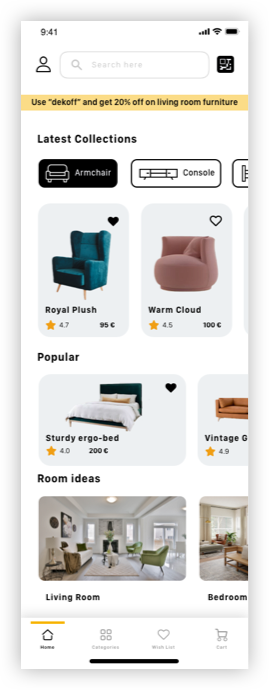 9:41
Search here
Use "dekoff" and get 20% off on living room furniture
Latest Collections
Armchair
Console
Royal Plush
4.7 95 €
Warm Cloud
4.5 100 €
Popular
Sturdy ergo-bed
4.0 200 €
Vintage G
4.9
Room ideas
Living Room
Bedroom
Home Categories Wish List Cart